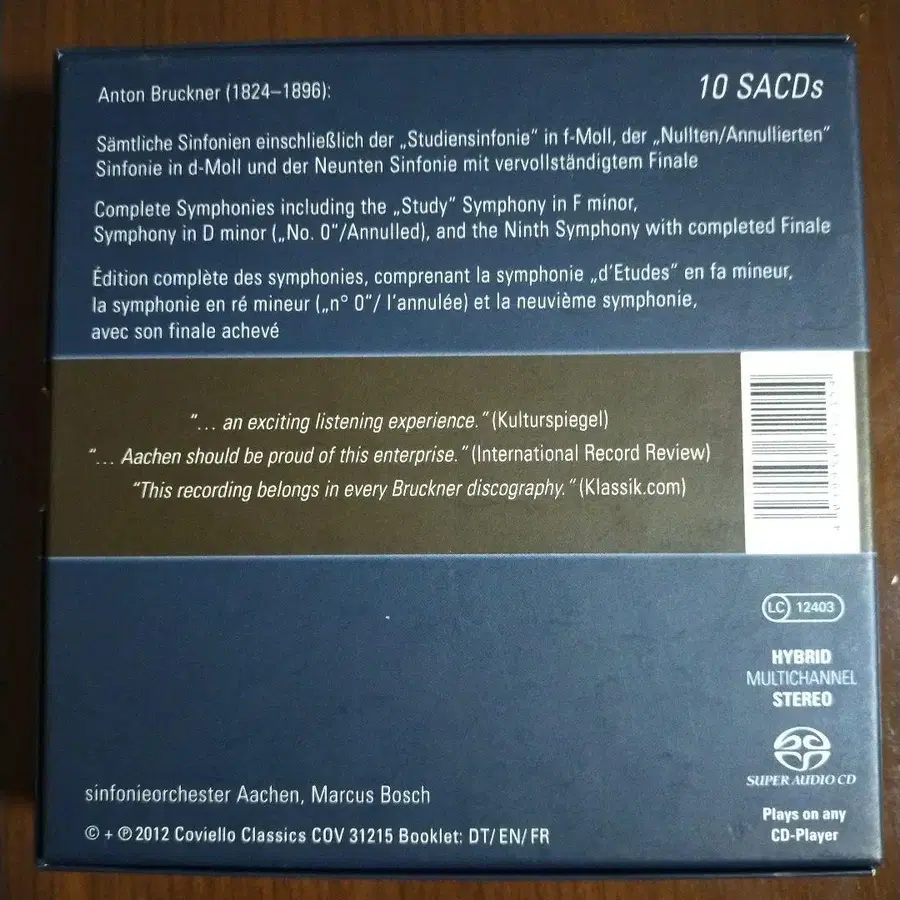 Anton Bruckner (1824–1896):
10 SACDs
Sämtliche Sinfonien einschließlich der „Studiensinfonie" in f-Moll, der „Nullten/Annullierten"
Sinfonie in d-Moll und der Neunten Sinfonie mit vervollständigtem Finale
Complete Symphonies including the „Study" Symphony in F minor,
Symphony in D minor („No. 0"/Annulled), and the Ninth Symphony with completed Finale
Édition complète des symphonies, comprenant la symphonie „d'Etudes" en fa mineur,
la symphonie en ré mineur („n° 0"/ l'annulée) et la neuvième symphonie,
avec son finale achevé
"... an exciting listening experience." (Kulturspiegel)
"... Aachen should be proud of this enterprise." (International Record Review)
"This recording belongs in every Bruckner discography." (Klassik.com)
LC 12403
HYBRID
MULTICHANNEL
STEREO
SUPER AUDIO CD
Plays on any
CD-Player
sinfonieorchester Aachen, Marcus Bosch
© + ℗ 2012 Coviello Classics COV 31215 Booklet: DT/ EN/ FR